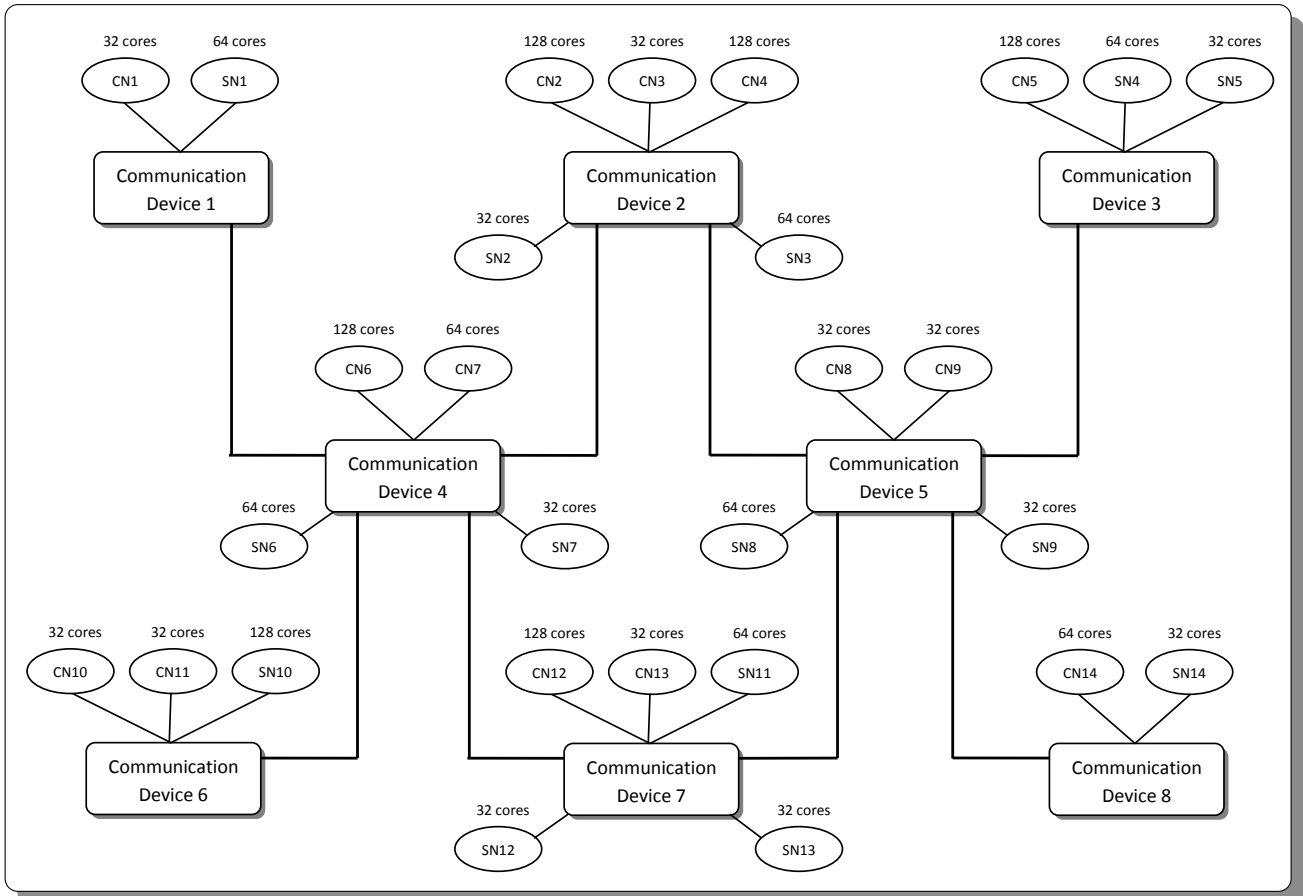 32 cores 64 cores 128 cores 32 cores 128 cores 128 cores 64 cores 32 cores
CN1 SN1 CN2 CN3 CN4 CN5 SN4 SN5
Communication Communication Communication
Device 1 Device 2 Device 3
32 cores 64 cores
SN2 SN3
128 cores 64 cores 32 cores 32 cores
CN6 CN7 CN8 CN9
Communication Communication
Device 4 Device 5
64 cores 32 cores 64 cores 32 cores
SN6 SN7 SN8 SN9
32 cores 32 cores 128 cores 128 cores 32 cores 64 cores 64 cores 32 cores
CN10 CN11 SN10 CN12 CN13 SN11 CN14 SN14
Communication Communication Communication
Device 6 Device 7 Device 8
32 cores 32 cores
SN12 SN13